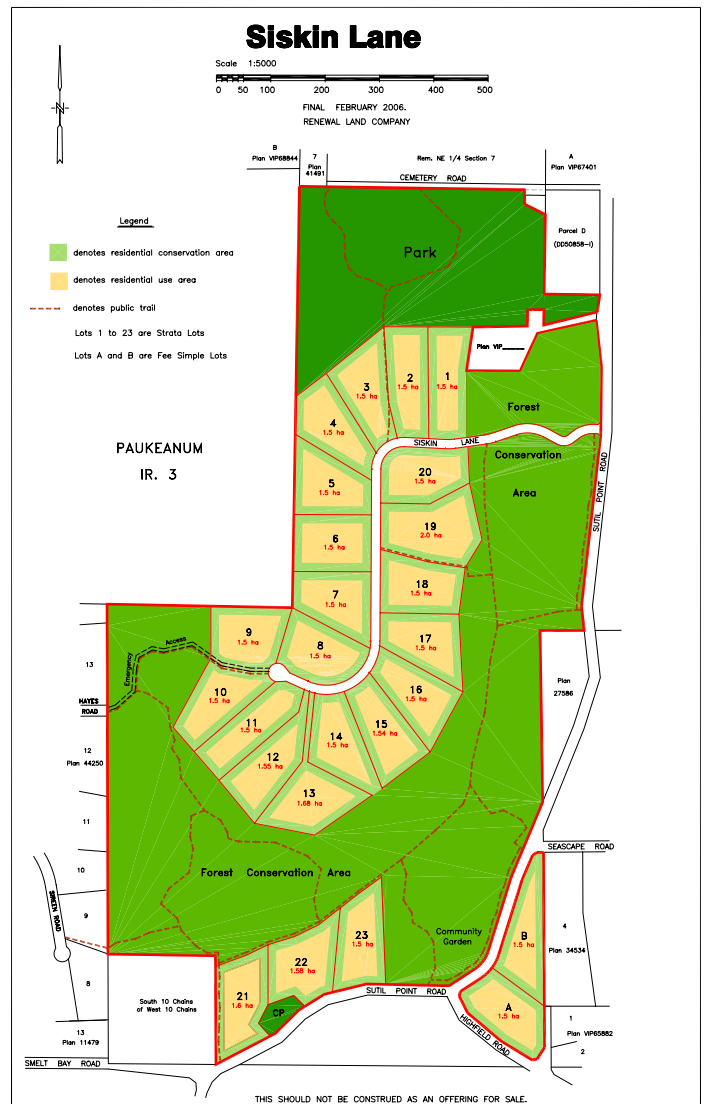 Siskin Lane
Scale 1:5000
0 50 100 200 300 400 500
FINAL FEBRUARY 2006.
RENEWAL LAND COMPANY
N
B
Plan VIP68844
7
Plan
41491
Rem. NE 1/4 Section 7
A
Plan VIP67401
CEMETERY ROAD
Legend
denotes residential conservation area
denotes residential use area
denotes public trail
Lots 1 to 23 are Strata Lots
Lots A and B are Fee Simple Lots
Park
Parcel D
(DD50858-I)
Plan VIP______
3
1.5 ha
2
1.5 ha
1
1.5 ha
4
1.5 ha
Forest
Conservation
Area
SISKIN LANE
PAUKEANUM
IR. 3
5
1.5 ha
20
1.5 ha
SUTIL POINT ROAD
6
1.5 ha
19
2.0 ha
7
1.5 ha
18
1.5 ha
9
1.5 ha
8
1.5 ha
17
1.5 ha
Emergency
Access
13
HAYES
ROAD
10
1.5 ha
16
1.5 ha
Plan
27586
11
1.5 ha
15
1.54 ha
14
1.5 ha
12
Plan 44250
12
1.55 ha
13
1.68 ha
11
SEASCAPE ROAD
10
Forest Conservation Area
SIREEN ROAD
9
23
1.5 ha
Community
Garden
B
1.5 ha
4
Plan 34534
22
1.58 ha
8
South 10 Chains
of West 10 Chains
21
1.6 ha
CP
SUTIL POINT ROAD
A
1.5 ha
HIGHFIELD ROAD
1
Plan VIP65882
2
13
Plan 11479
SMELT BAY ROAD
THIS SHOULD NOT BE CONSTRUED AS AN OFFERING FOR SALE.